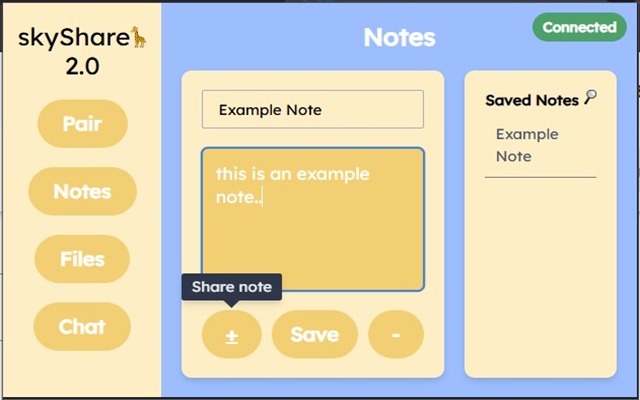 skyShare🦒
2.0
Pair
Notes
Files
Chat
Notes
Connected
Example Note
this is an example
note..
Share note
±
Save
-
Saved Notes 🔎
Example
Note